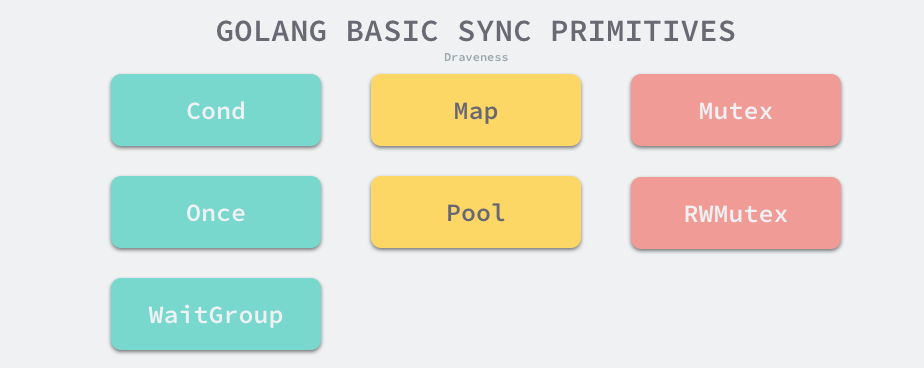 GOLANG BASIC SYNC PRIMITIVES
Draveness
Cond
Map
Mutex
Once
Pool
RWMutex
WaitGroup